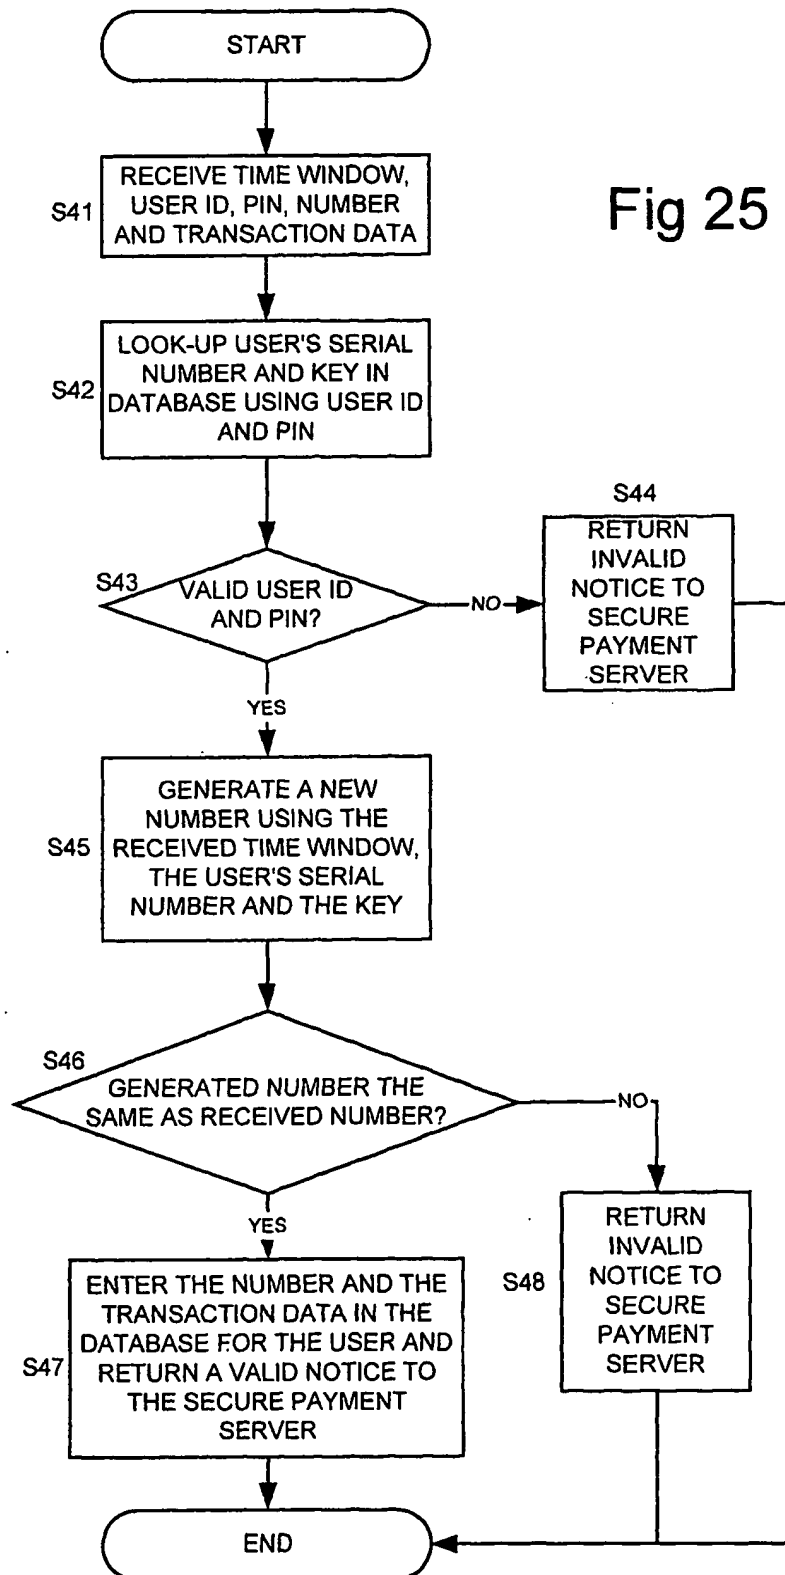 START
Fig 25
S41
RECEIVE TIME WINDOW,
USER ID, PIN, NUMBER
AND TRANSACTION DATA
S42
LOOK-UP USER'S SERIAL
NUMBER AND KEY IN
DATABASE USING USER ID
AND PIN
S43
VALID USER ID
AND PIN?
NO
S44
RETURN
INVALID
NOTICE TO
SECURE
PAYMENT
SERVER
YES
S45
GENERATE A NEW
NUMBER USING THE
RECEIVED TIME WINDOW,
THE USER'S SERIAL
NUMBER AND THE KEY
S46
GENERATED NUMBER THE
SAME AS RECEIVED NUMBER?
NO
YES
S47
ENTER THE NUMBER AND THE
TRANSACTION DATA IN THE
DATABASE FOR THE USER AND
RETURN A VALID NOTICE TO
THE SECURE PAYMENT
SERVER
S48
RETURN
INVALID
NOTICE TO
SECURE
PAYMENT
SERVER
END